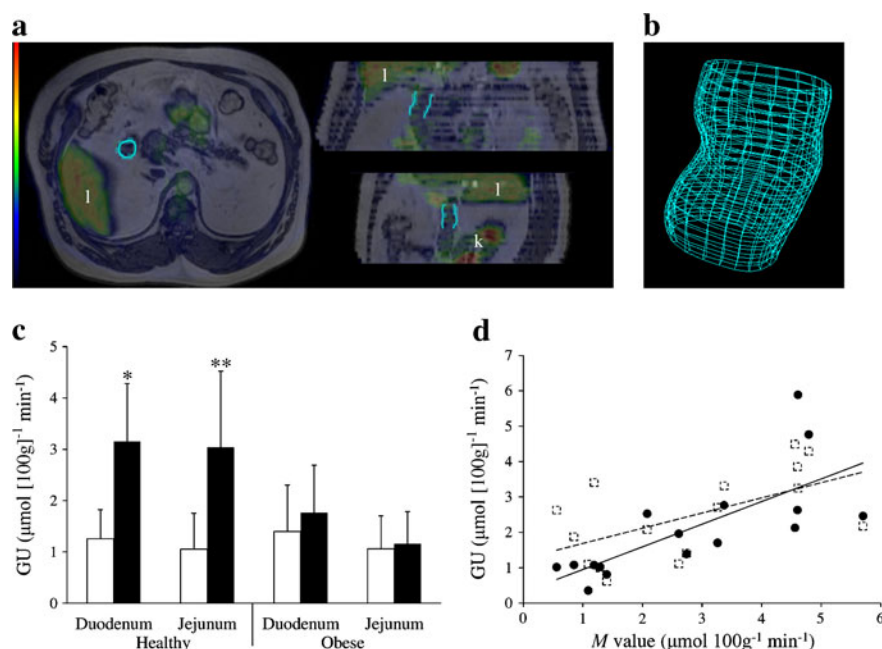 a
b
l
l
l
k
c
d
GU (μmol [100g]⁻¹ min⁻¹)
5
4
3
2
1
0
*
**
Duodenum Jejunum Duodenum Jejunum
Healthy Obese
GU (μmol [100g]⁻¹ min⁻¹)
7
6
5
4
3
2
1
0
0 1 2 3 4 5 6
M value (μmol 100g⁻¹ min⁻¹)